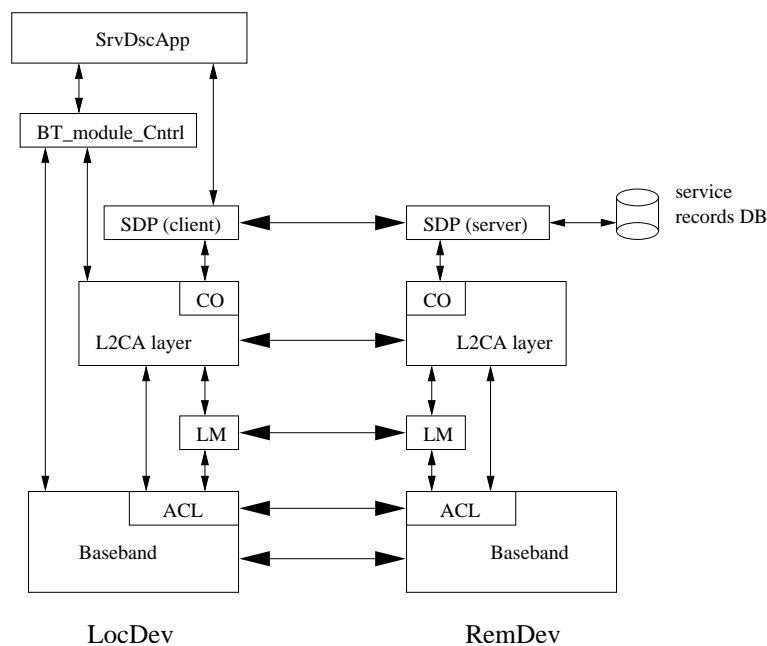 SrvDscApp
BT_module_Cntrl
SDP (client)
SDP (server)
service
records DB
CO
CO
L2CA layer
L2CA layer
LM
LM
ACL
ACL
Baseband
Baseband
LocDev
RemDev